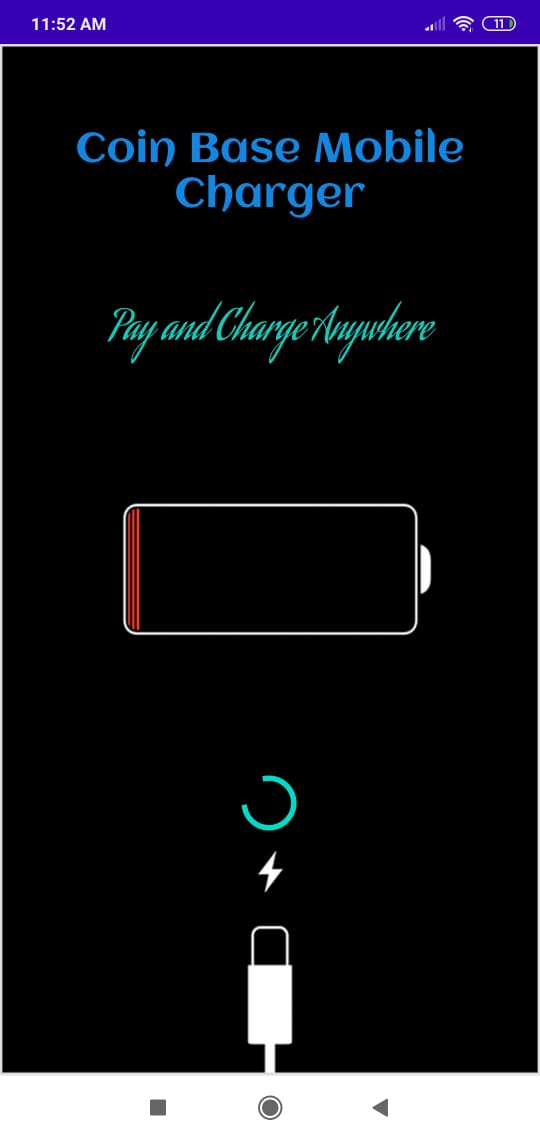 11:52 AM
11
Coin Base Mobile
Charger
Pay and Charge Anywhere